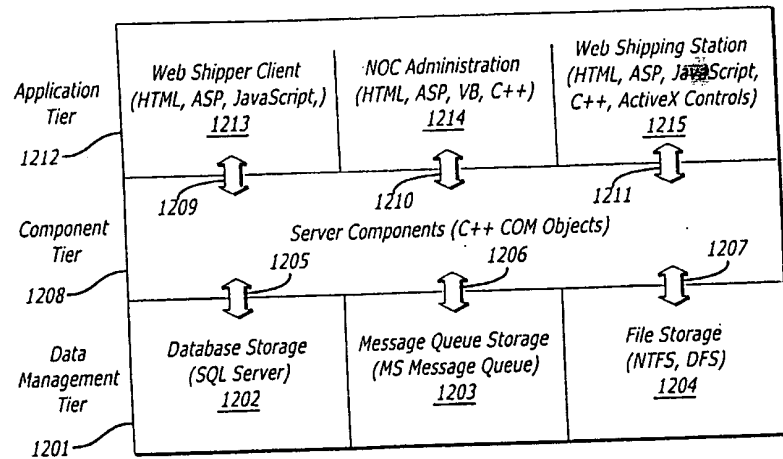 Application
Tier
1212
Web Shipper Client
(HTML, ASP, JavaScript,)
1213
NOC Administration
(HTML, ASP, VB, C++)
1214
Web Shipping Station
(HTML, ASP, JavaScript,
C++, ActiveX Controls)
1215
1209
1210
1211
Component
Tier
1208
Server Components (C++ COM Objects)
1205
1206
1207
Data
Management
Tier
1201
Database Storage
(SQL Server)
1202
Message Queue Storage
(MS Message Queue)
1203
File Storage
(NTFS, DFS)
1204